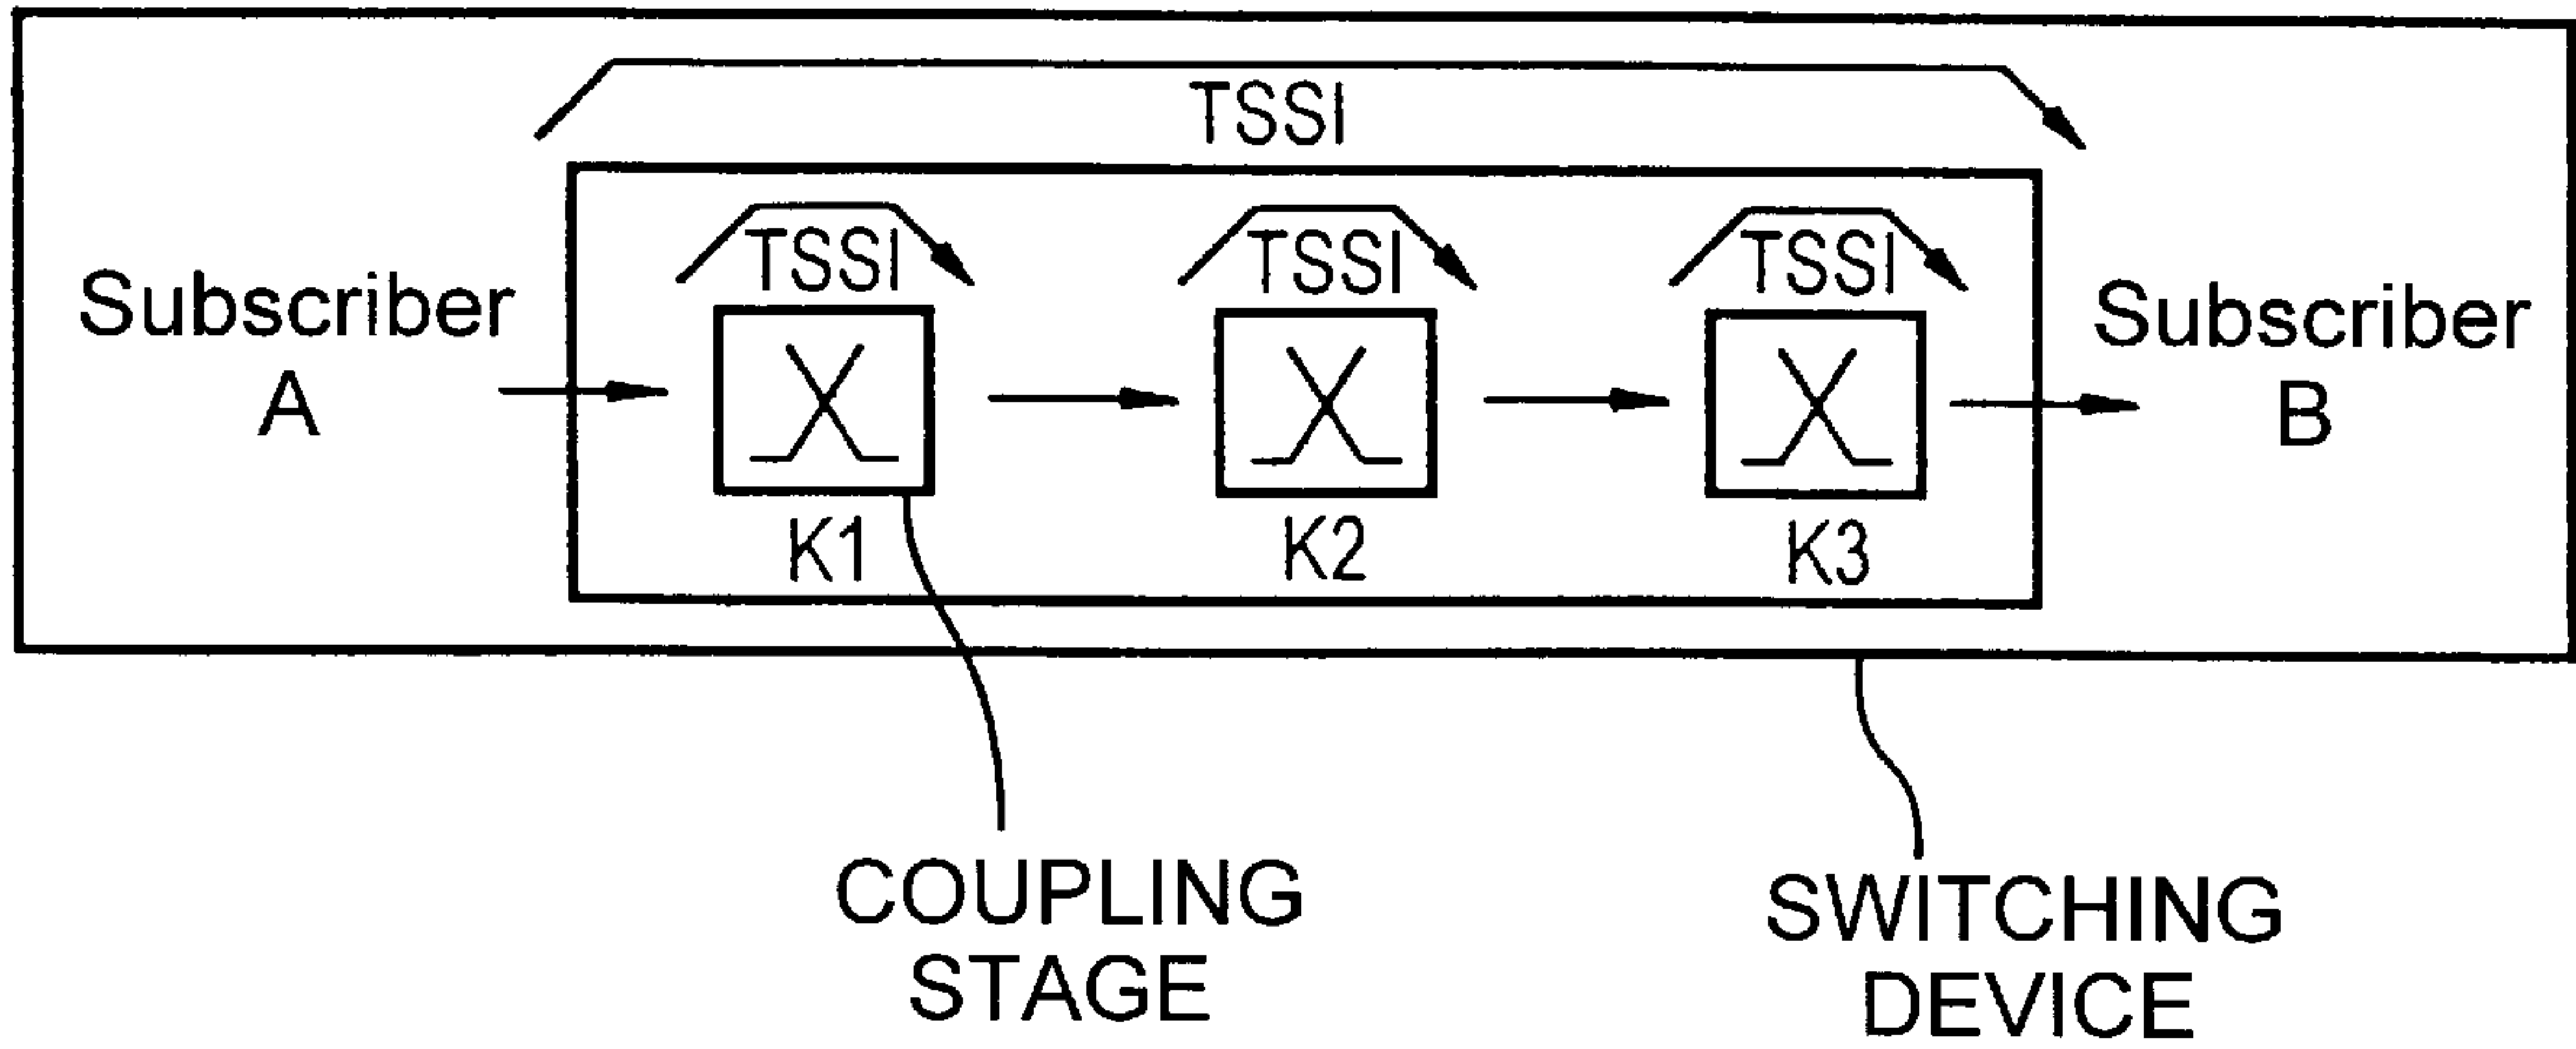 TSSI
TSSI TSSI TSSI
Subscriber
A
Subscriber
B
K1 K2 K3
COUPLING
STAGE
SWITCHING
DEVICE